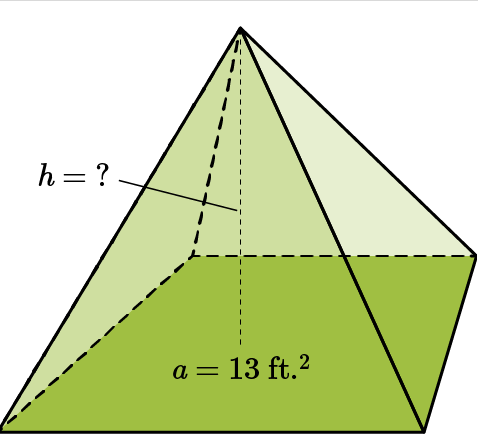 h = ?
a = 13 ft.²